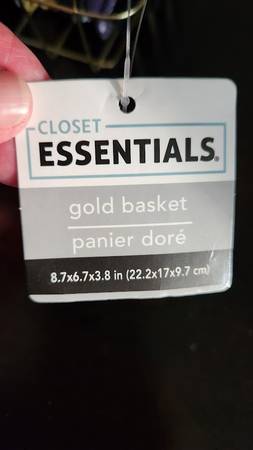 CLOSET
ESSENTIALS®
gold basket
panier doré
8.7x6.7x3.8 in (22.2x17x9.7 cm)